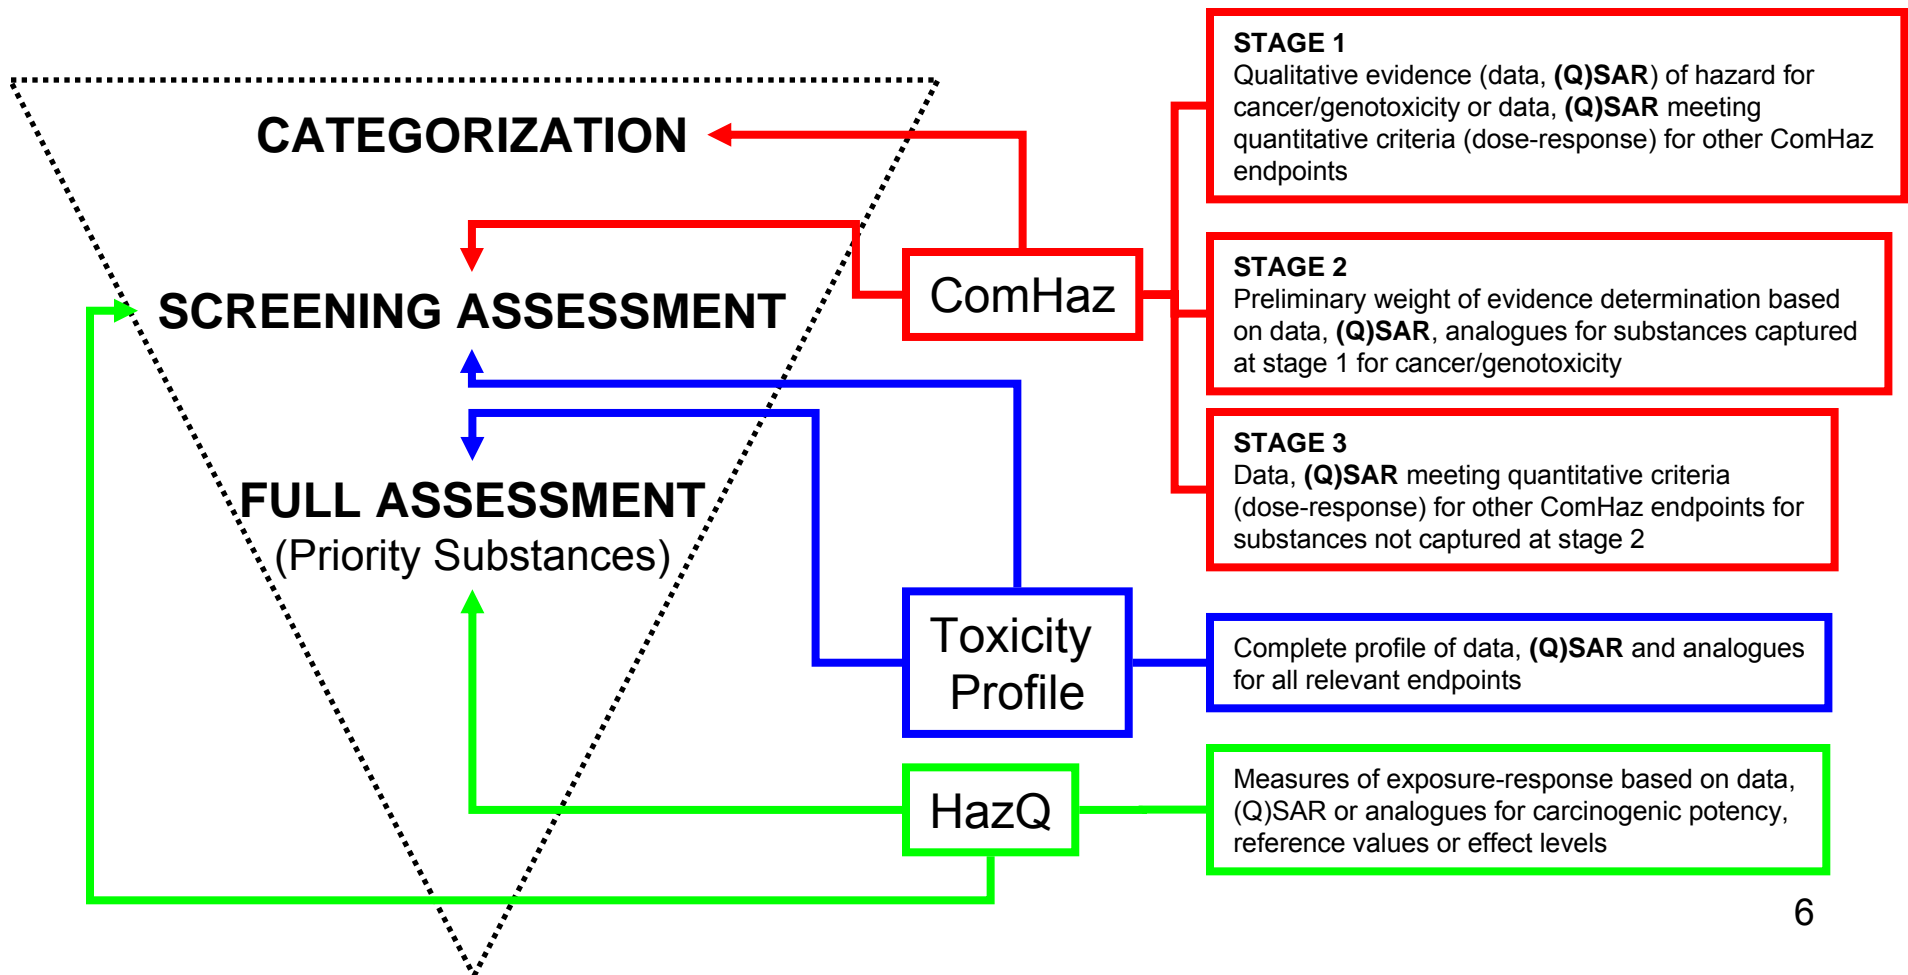 CATEGORIZATION
SCREENING ASSESSMENT
FULL ASSESSMENT
(Priority Substances)
ComHaz
Toxicity
Profile
HazQ
STAGE 1
Qualitative evidence (data, (Q)SAR) of hazard for
cancer/genotoxicity or data, (Q)SAR meeting
quantitative criteria (dose-response) for other ComHaz
endpoints
STAGE 2
Preliminary weight of evidence determination based
on data, (Q)SAR, analogues for substances captured
at stage 1 for cancer/genotoxicity
STAGE 3
Data, (Q)SAR meeting quantitative criteria
(dose-response) for other ComHaz endpoints for
substances not captured at stage 2
Complete profile of data, (Q)SAR and analogues
for all relevant endpoints
Measures of exposure-response based on data,
(Q)SAR or analogues for carcinogenic potency,
reference values or effect levels
6